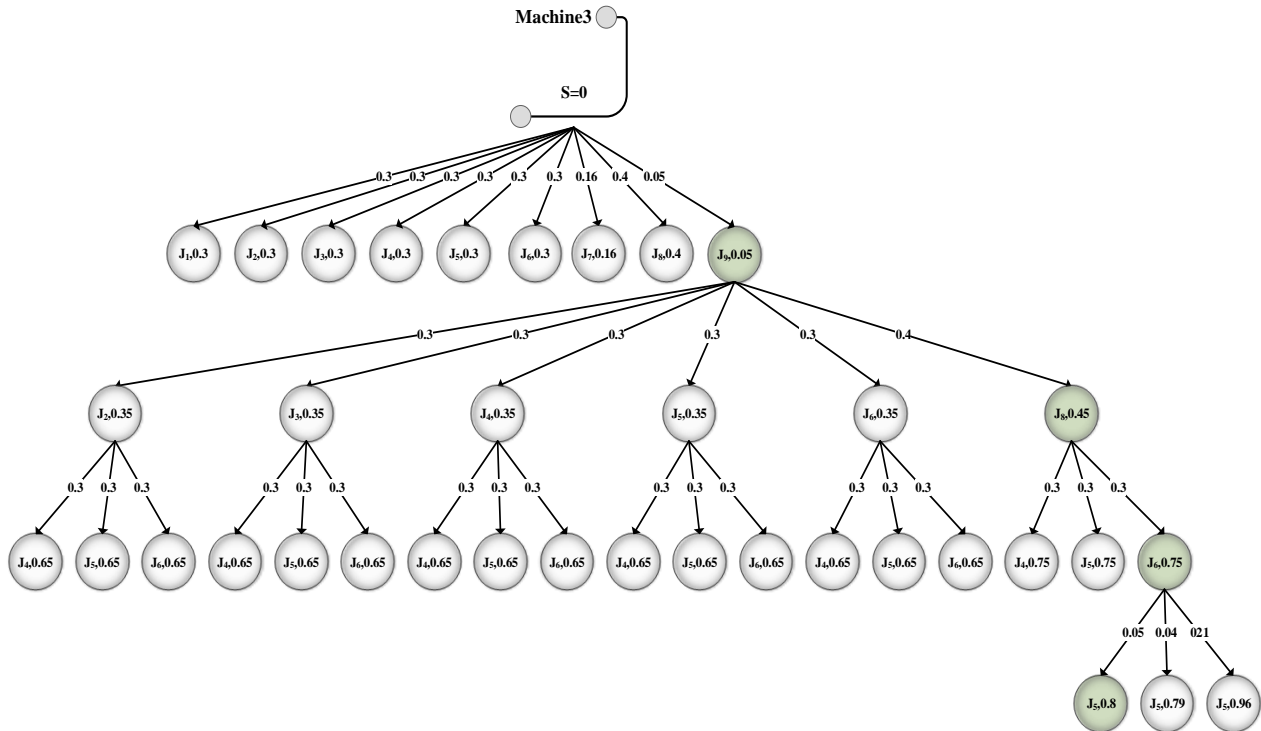 Machine3
S=0
0.3 0.3 0.3 0.3 0.3 0.3 0.16 0.4 0.05
J₁,0.3 J₂,0.3 J₃,0.3 J₄,0.3 J₅,0.3 J₆,0.3 J₇,0.16 J₈,0.4 J₉,0.05
0.3 0.3 0.3 0.3 0.3 0.4
J₂,0.35 J₃,0.35 J₄,0.35 J₅,0.35 J₆,0.35 J₈,0.45
0.3 0.3 0.3 0.3 0.3 0.3 0.3 0.3 0.3 0.3 0.3 0.3 0.3 0.3 0.3 0.3 0.3 0.3
J₄,0.65 J₅,0.65 J₆,0.65 J₄,0.65 J₅,0.65 J₆,0.65 J₄,0.65 J₅,0.65 J₆,0.65 J₄,0.65 J₅,0.65 J₆,0.65 J₄,0.65 J₅,0.65 J₆,0.65 J₄,0.75 J₅,0.75 J₆,0.75
0.05 0.04 021
J₅,0.8 J₅,0.79 J₅,0.96